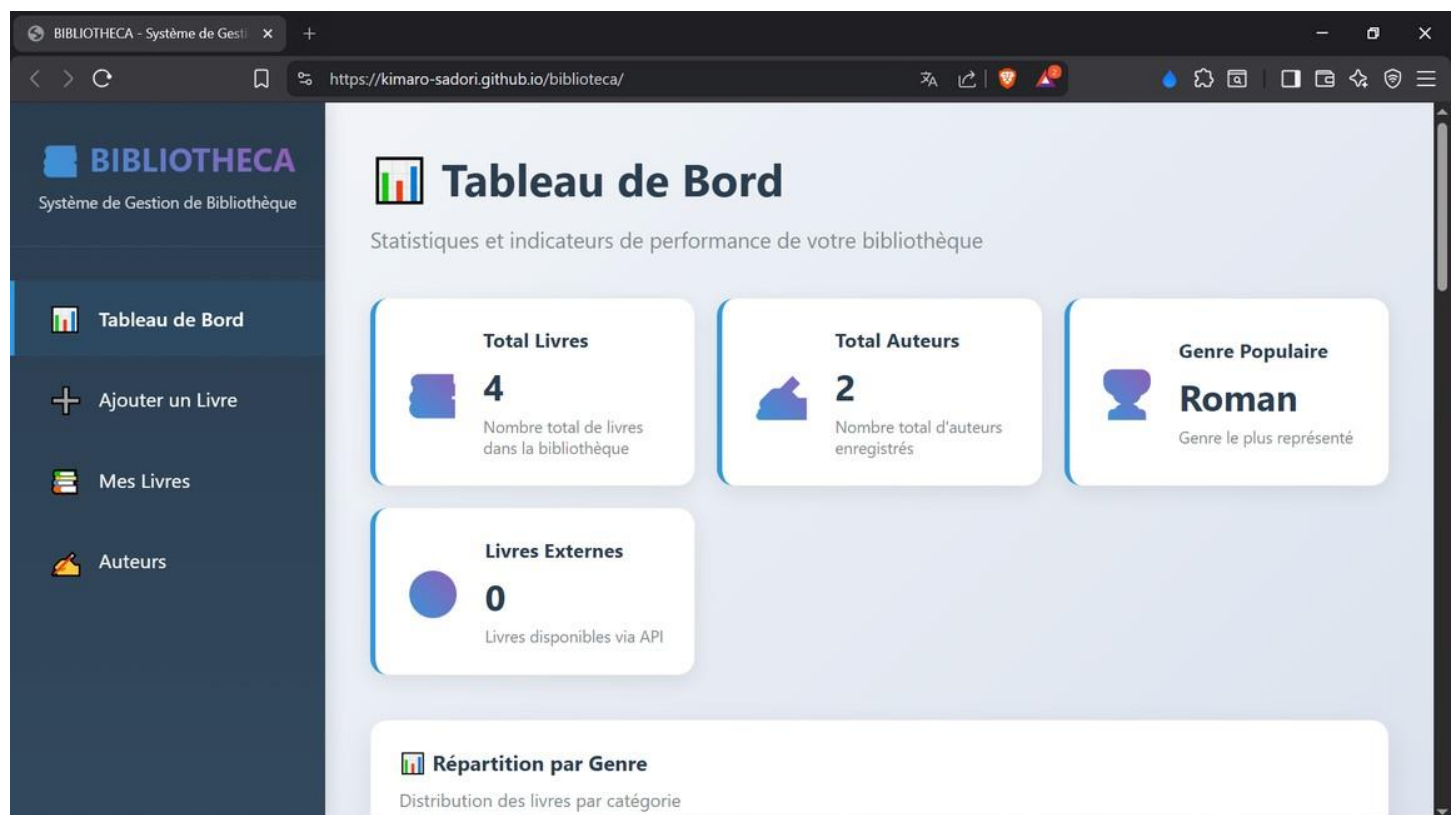 BIBLIOTHECA - Système de Gesti
https://kimaro-sadori.github.io/biblioteca/
2
BIBLIOTHECA
Système de Gestion de Bibliothèque
Tableau de Bord
Ajouter un Livre
Mes Livres
Auteurs
Tableau de Bord
Statistiques et indicateurs de performance de votre bibliothèque
Total Livres
4
Nombre total de livres
dans la bibliothèque
Total Auteurs
2
Nombre total d'auteurs
enregistrés
Genre Populaire
Roman
Genre le plus représenté
Livres Externes
0
Livres disponibles via API
Répartition par Genre
Distribution des livres par catégorie